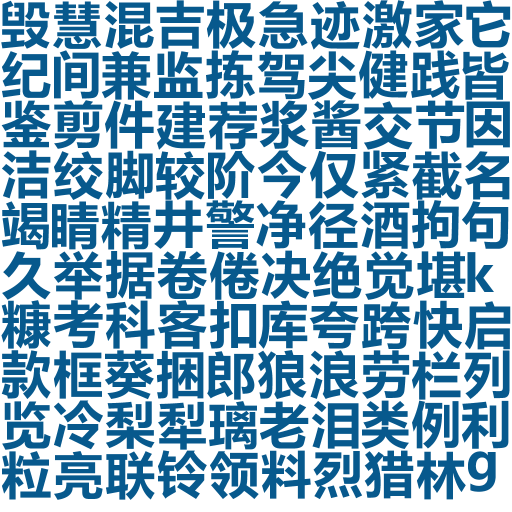 毁慧混吉极急迹激家它
纪间兼监拣驾尖健践皆
鉴剪件建荐浆酱交节因
洁绞脚较阶今仅紧截名
竭睛精井警净径酒拘句
久举据卷倦决绝觉堪k
糠考科客扣库夸跨快启
款框葵捆郎狼浪劳栏列
览冷梨犁璃老泪类例利
粒亮联铃领料烈猎林g